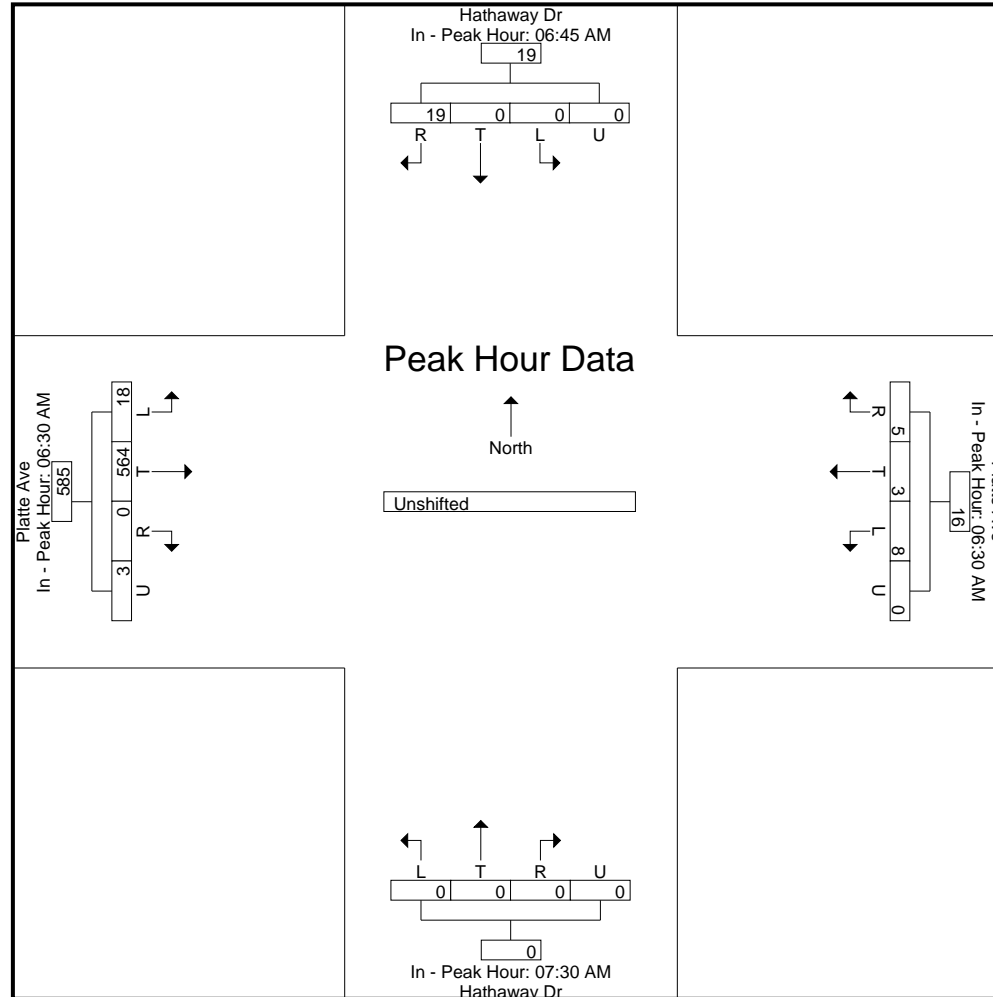 Hathaway Dr
In - Peak Hour: 06:45 AM
19
19 0 0 0
R T L U
Peak Hour Data
North
Unshifted
Platte Ave
In - Peak Hour: 06:30 AM
585
18 564 0 3
L T R U
In - Peak Hour: 06:30 AM
16
5 3 8 0
R T L U
L T R U
0 0 0 0
0
In - Peak Hour: 07:30 AM
Hathaway Dr